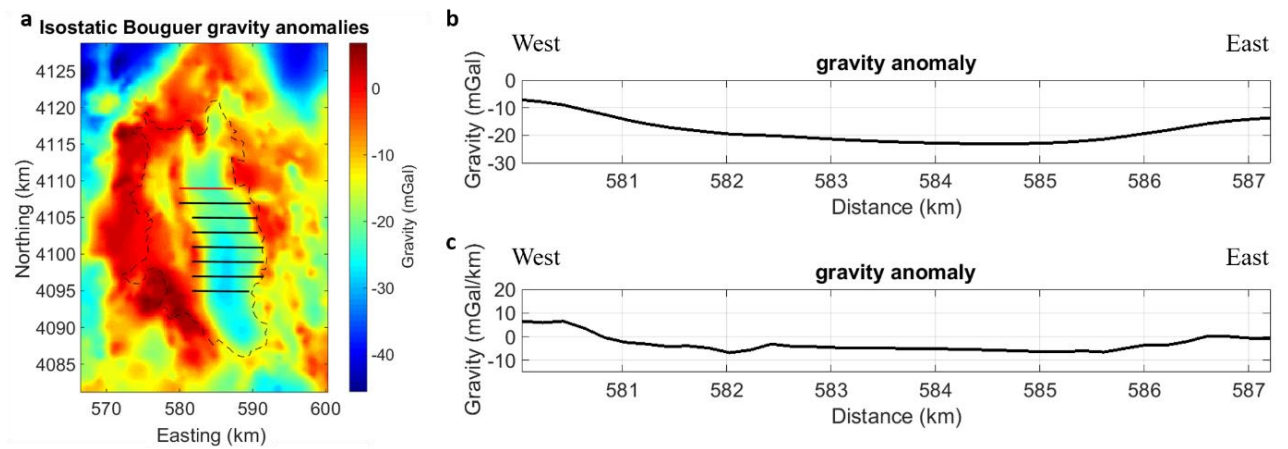 a Isostatic Bouguer gravity anomalies
4125
4120
4115
4110
4105
4100
4095
4090
4085
Northing (km)
570 580 590 600
Easting (km)
0
-10
-20
-30
-40
Gravity (mGal)
b
West East
gravity anomaly
0
-10
-20
-30
Gravity (mGal)
581 582 583 584 585 586 587
Distance (km)
c
West East
gravity anomaly
20
10
0
-10
Gravity (mGal/km)
581 582 583 584 585 586 587
Distance (km)